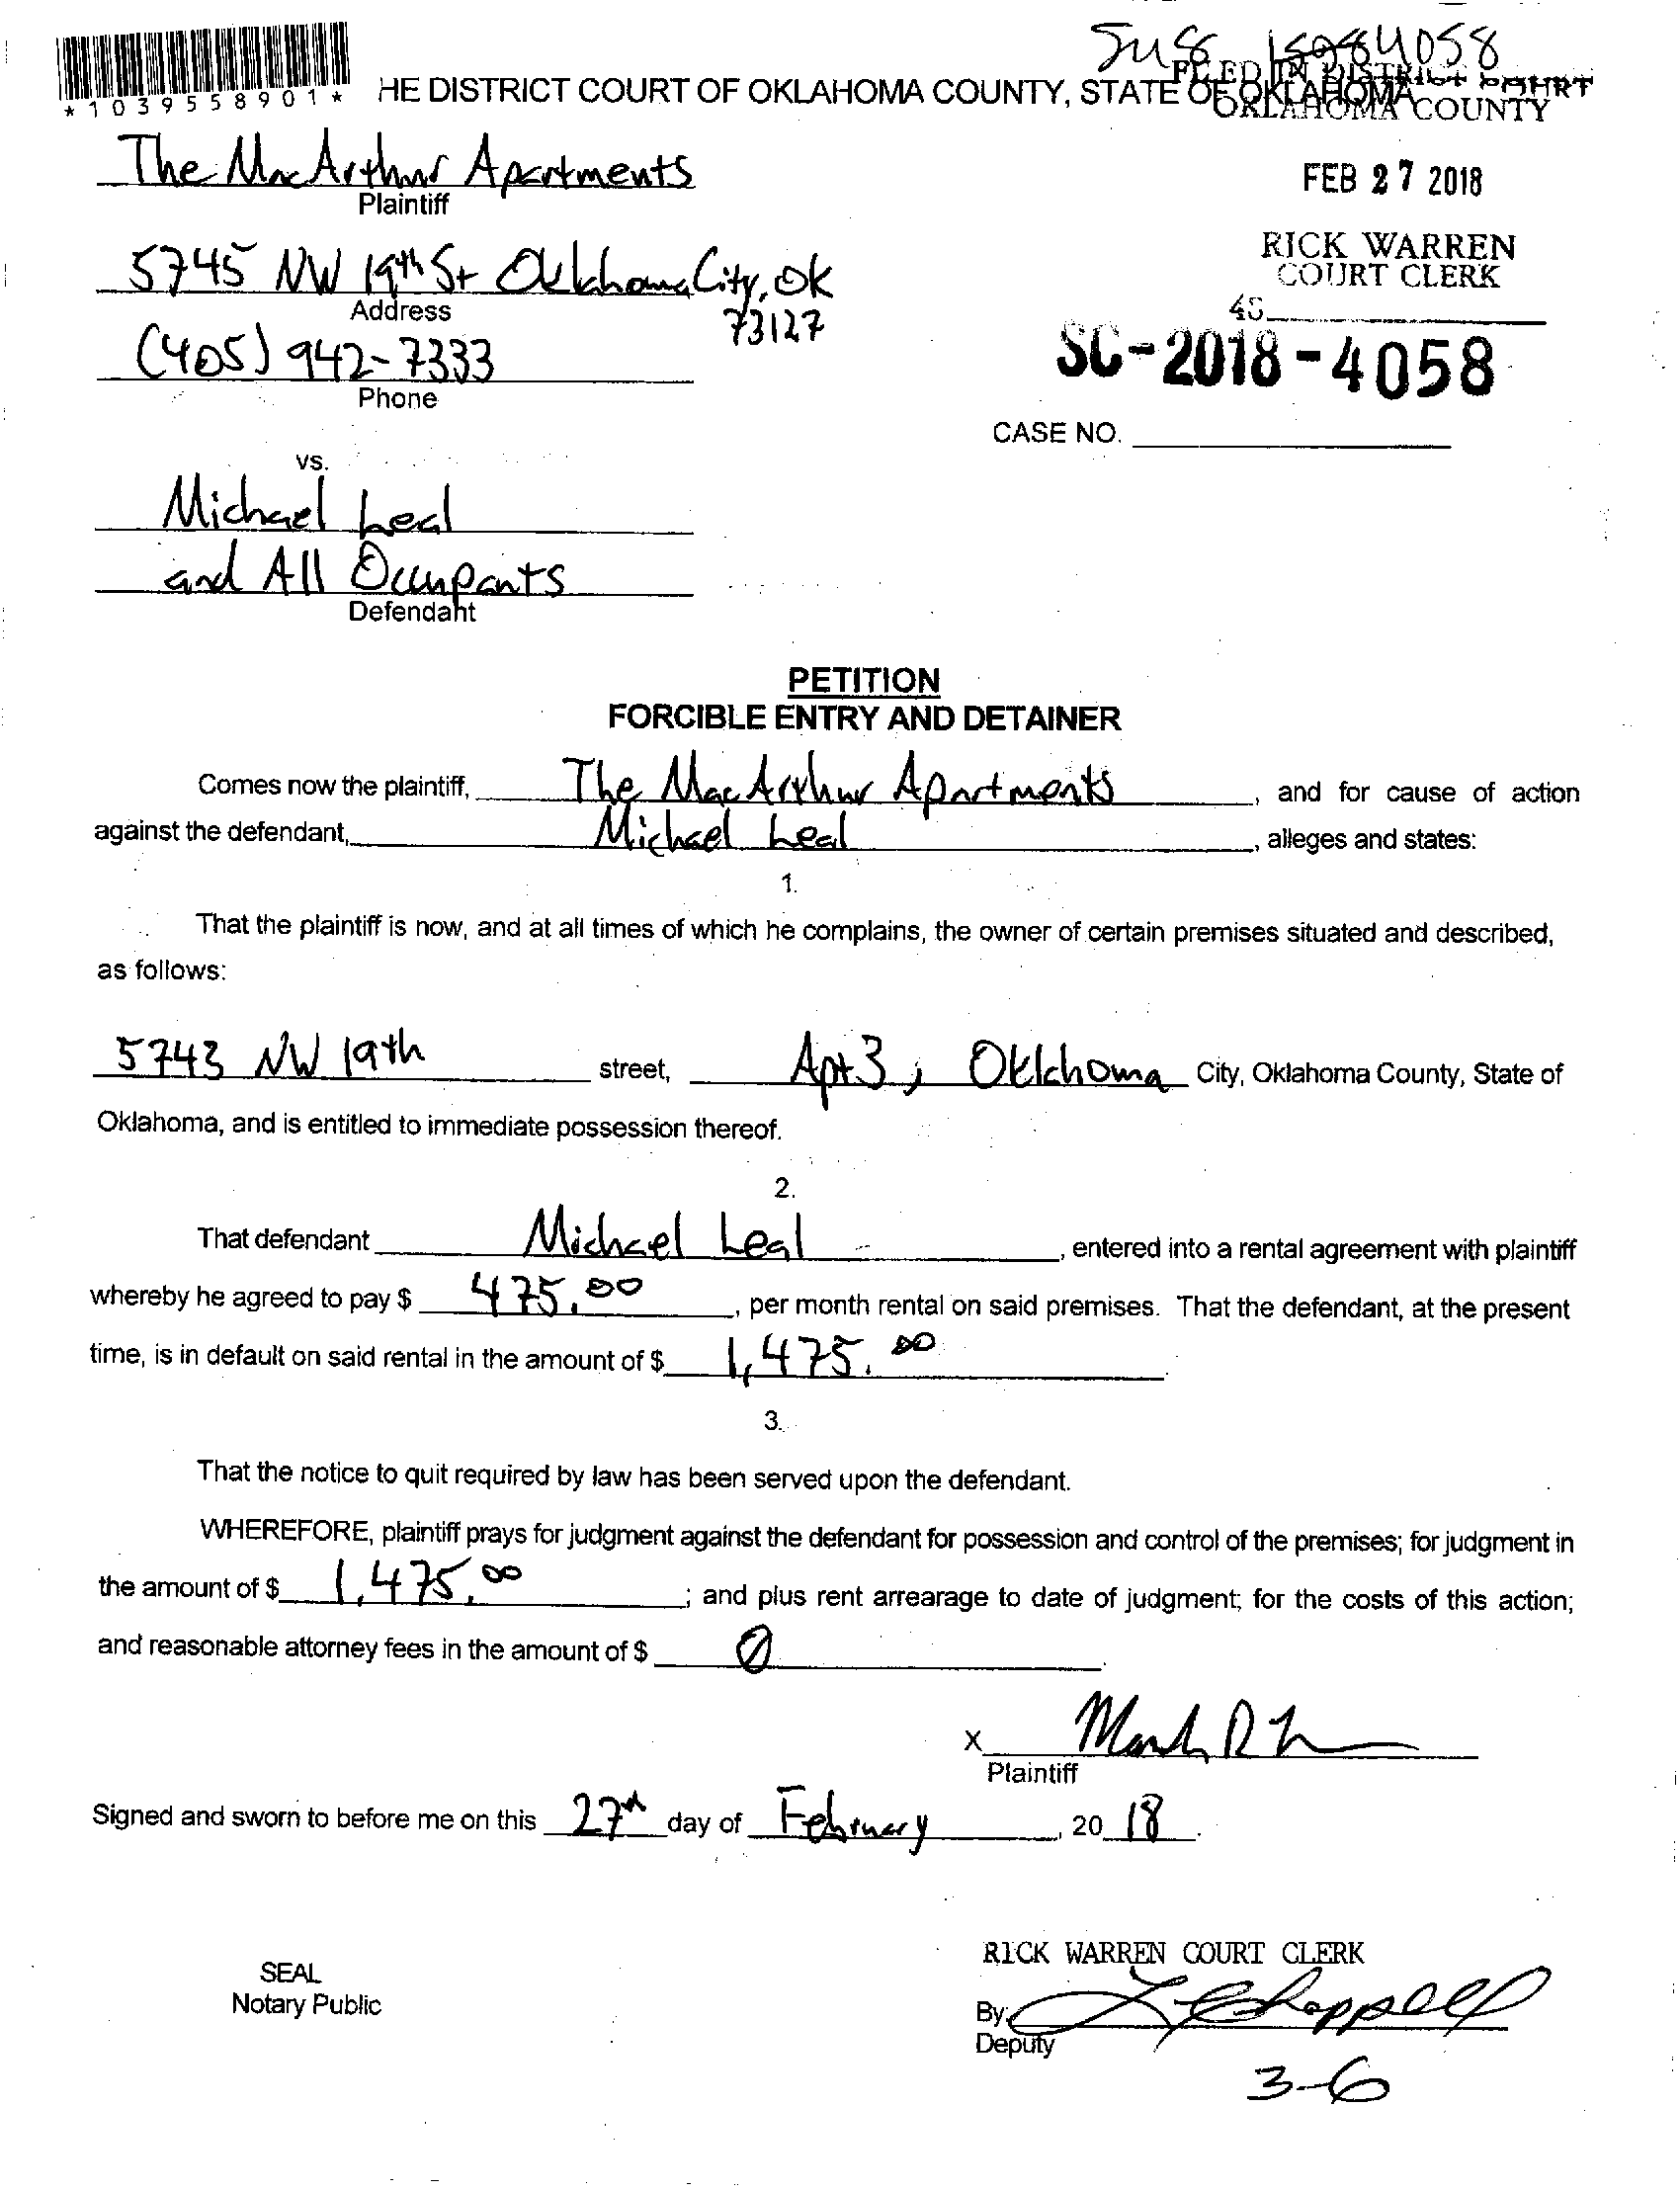 *1039558901*
HE DISTRICT COURT OF OKLAHOMA COUNTY, STATE OF OKLAHOMA
FILED IN DISTRICT COURT
OKLAHOMA COUNTY
The MacArthur Apartments
Plaintiff
FEB 27 2018
RICK WARREN
COURT CLERK
5745 NW 19th St Oklahoma City, OK
73127
Address
(405) 942-7333
Phone
SC-2018-4058
CASE NO.
vs.
Michael Leal
and All Occupants
Defendant
PETITION
FORCIBLE ENTRY AND DETAINER
Comes now the plaintiff, The MacArthur Apartments, and for cause of action
against the defendant, Michael Leal, alleges and states:
1.
That the plaintiff is now, and at all times of which he complains, the owner of certain premises situated and described,
as follows:
5743 NW 19th street, Apt 3, Oklahoma City, Oklahoma County, State of
Oklahoma, and is entitled to immediate possession thereof.
2.
That defendant Michael Leal, entered into a rental agreement with plaintiff
whereby he agreed to pay $ 475.00, per month rental on said premises. That the defendant, at the present
time, is in default on said rental in the amount of $ 1,475.00
3.
That the notice to quit required by law has been served upon the defendant.
WHEREFORE, plaintiff prays for judgment against the defendant for possession and control of the premises; for judgment in
the amount of $ 1,475.00; and plus rent arrearage to date of judgment; for the costs of this action;
and reasonable attorney fees in the amount of $ 0.
X
Plaintiff
Signed and sworn to before me on this 27th day of February, 20 18.
RICK WARREN COURT CLERK
SEAL
Notary Public
By: Chappell
Deputy
3-6